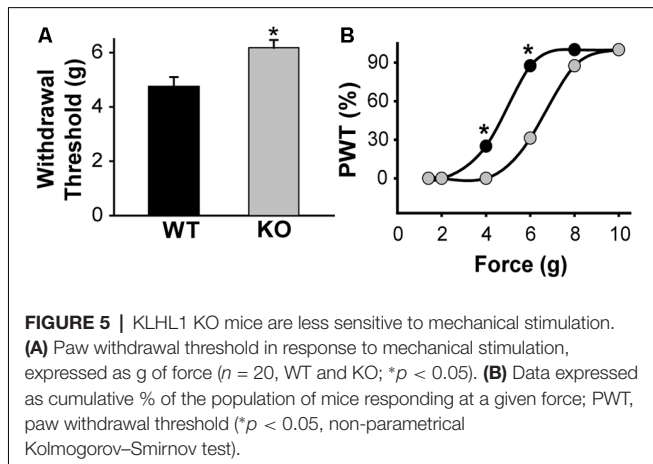 A
Withdrawal
Threshold (g)
6
4
2
0
*
WT
KO
B
PWT (%)
90
60
30
0
*
*
0
2
4
6
8
10
Force (g)
FIGURE 5 | KLHL1 KO mice are less sensitive to mechanical stimulation.
(A) Paw withdrawal threshold in response to mechanical stimulation,
expressed as g of force (n = 20, WT and KO; *p < 0.05). (B) Data expressed
as cumulative % of the population of mice responding at a given force; PWT,
paw withdrawal threshold (*p < 0.05, non-parametrical
Kolmogorov–Smirnov test).